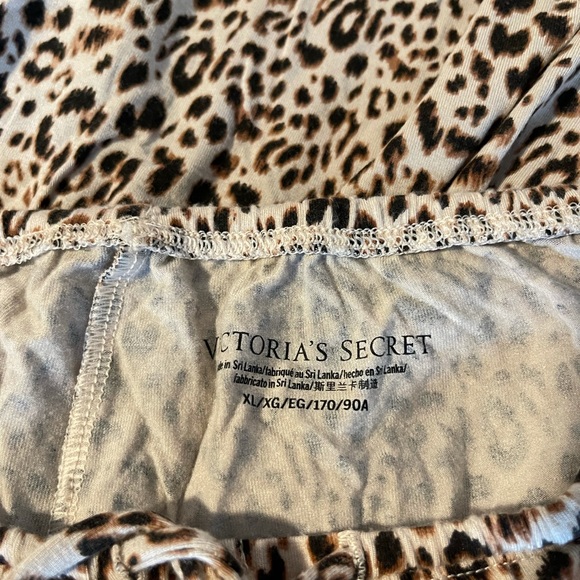 VICTORIA'S SECRET
de in Sri Lanka/fabriqué au Sri Lanka/hecho en Sri Lanka/
fabbricato in Sri Lanka/斯里兰卡制造
XL/XG/EG/170/90A